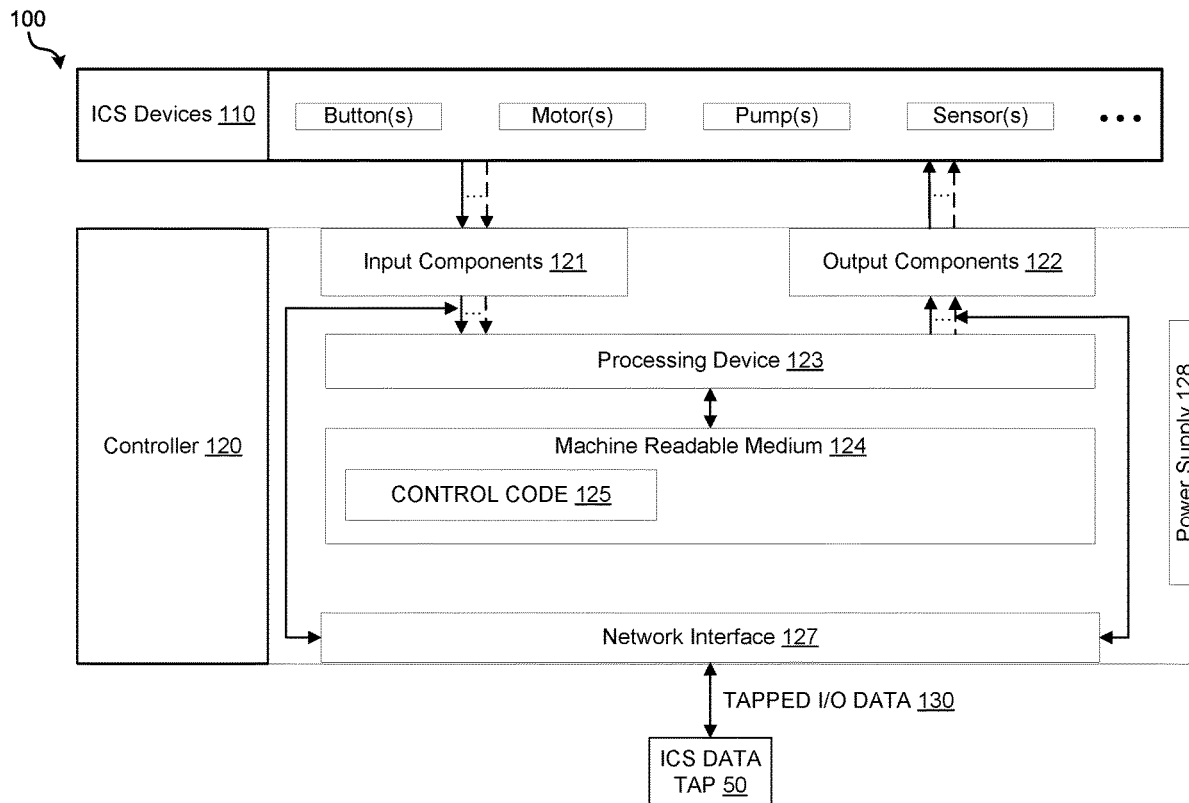 100
ICS Devices 110
Button(s)
Motor(s)
Pump(s)
Sensor(s)
Input Components 121
Output Components 122
Processing Device 123
Controller 120
Machine Readable Medium 124
CONTROL CODE 125
Power Supply 128
Network Interface 127
TAPPED I/O DATA 130
ICS DATA
TAP 50